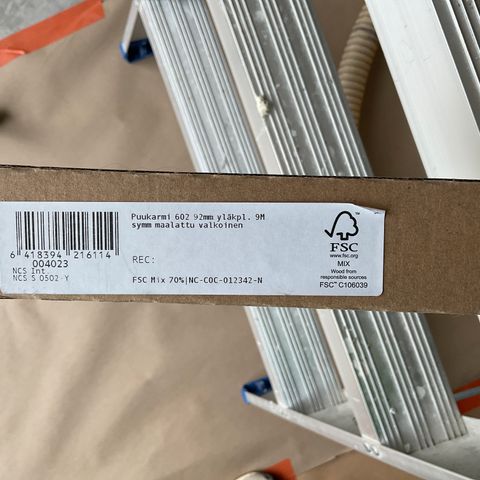 Puukarmi 602 92mm yläkpl. 9M
symm maalattu valkoinen
6 418394 216114
004023
NCS Int
NCS S 0502-Y
REC:
FSC Mix 70%|NC-COC-012342-N
FSC
www.fsc.org
MIX
Wood from
responsible sources
FSC™ C106039